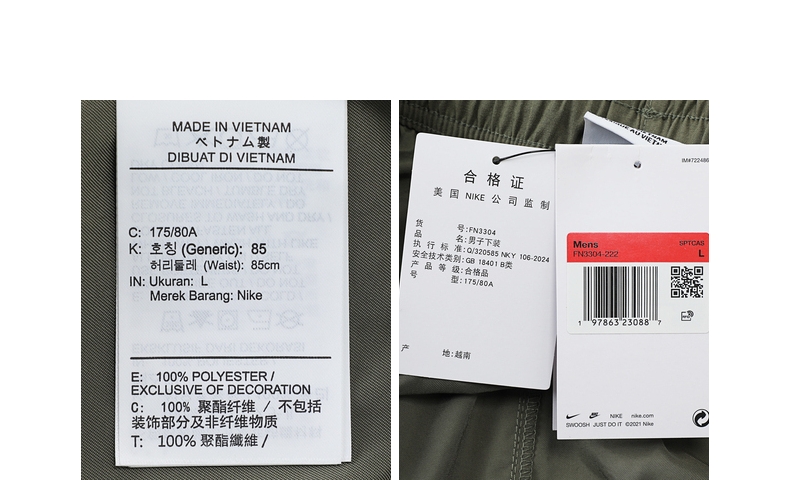 MADE IN VIETNAM
ベトナム製
DIBUAT DI VIETNAM
C: 175/80A
K: 호칭 (Generic): 85
허리둘레 (Waist): 85cm
IN: Ukuran: L
Merek Barang: Nike
E: 100% POLYESTER /
EXCLUSIVE OF DECORATION
C: 100% 聚酯纤维 / 不包括
装饰部分及非纤维物质
T: 100% 聚酯纖維 /
合格证
美国 NIKE 公司监制
货号:FN3304
品名:男子下装
执行标准:Q/320585 NKY 106-2024
安全技术类别:GB 18401 B类
产品等级:合格品
号型:175/80A
产地:越南
IM#722486
Mens
SPTCAS
FN3304-222
L
1 97863 23088 7
NIKE nike.com
SWOOSH JUST DO IT ©2021 Nike